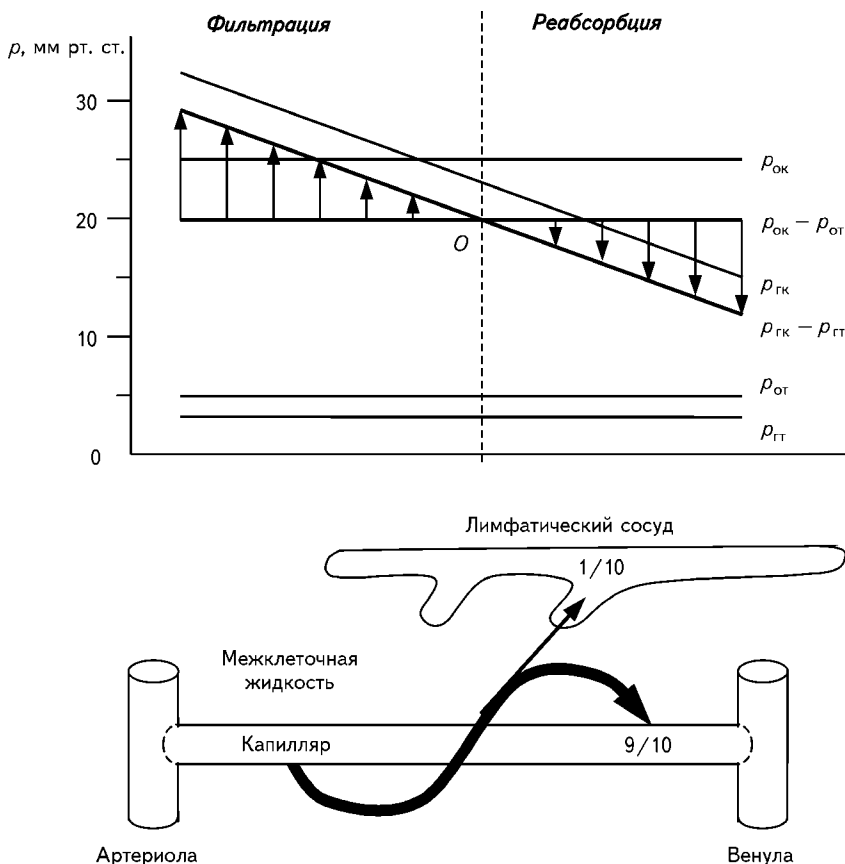 Фильтрация
Реабсорбция
p, мм рт. ст.
30
20
10
0
O
p_ок
p_ок – p_от
p_гк
p_гк – p_гт
p_от
p_гт
Лимфатический сосуд
1/10
Межклеточная
жидкость
Капилляр
9/10
Артериола
Венула